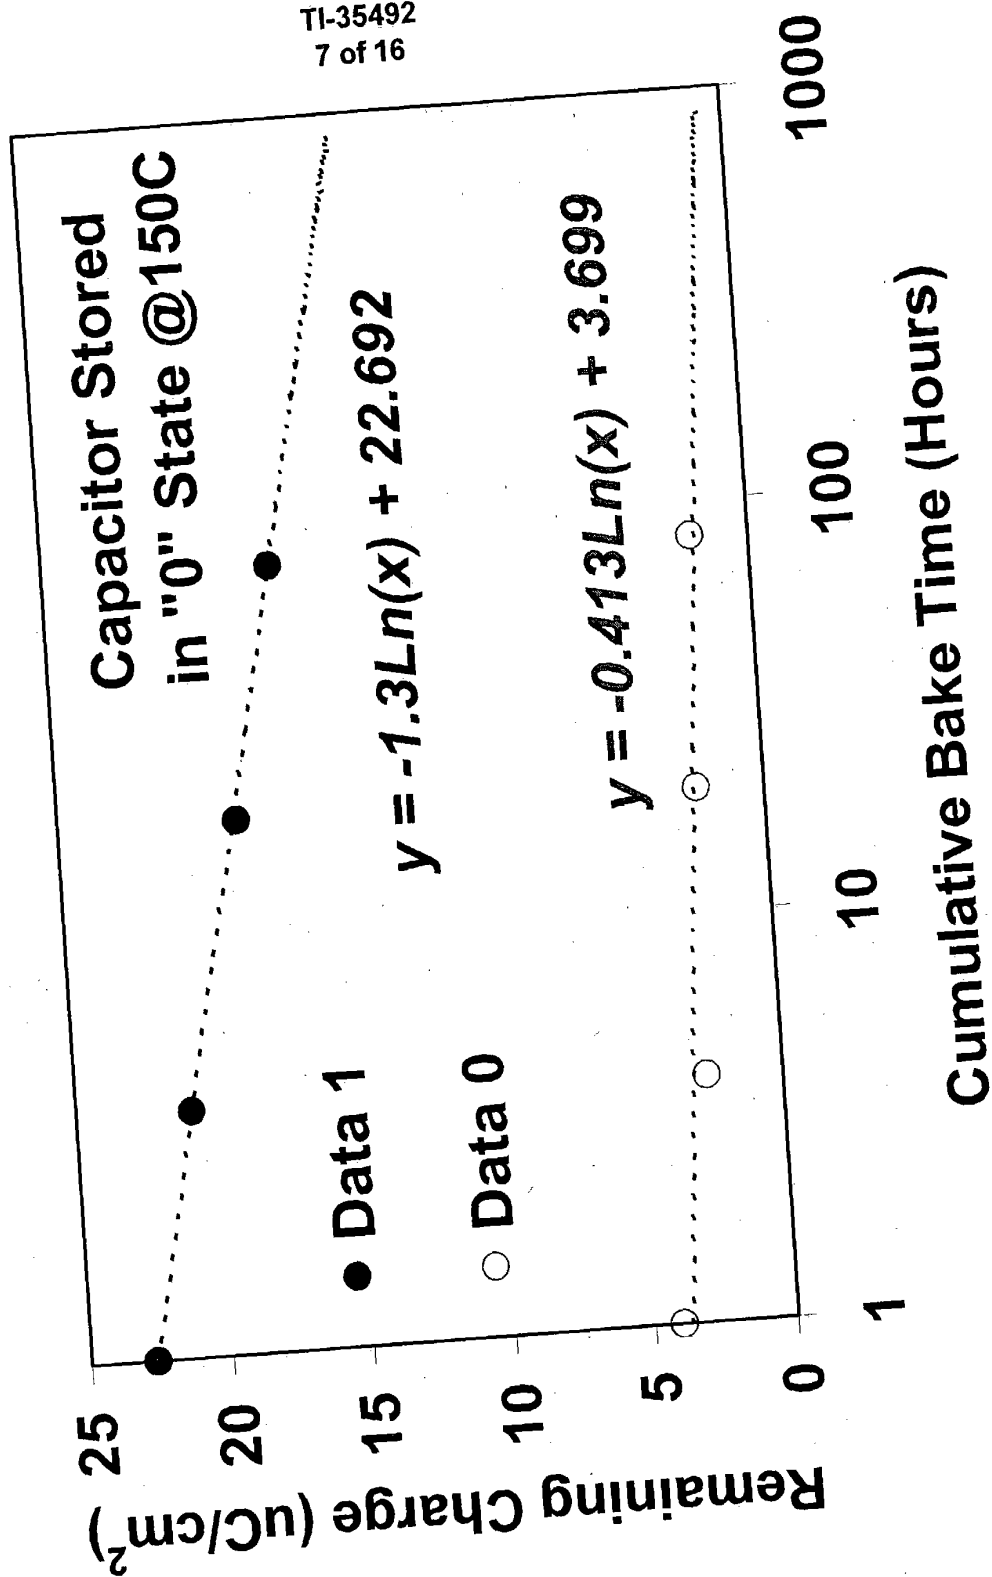 TI-35492
7 of 16
Capacitor Stored
in "0" State @150C
y = -1.3Ln(x) + 22.692
y = -0.413Ln(x) + 3.699
Data 1
Data 0
25
20
15
10
5
0
1
10
100
1000
Remaining Charge (uC/cm²)
Cumulative Bake Time (Hours)